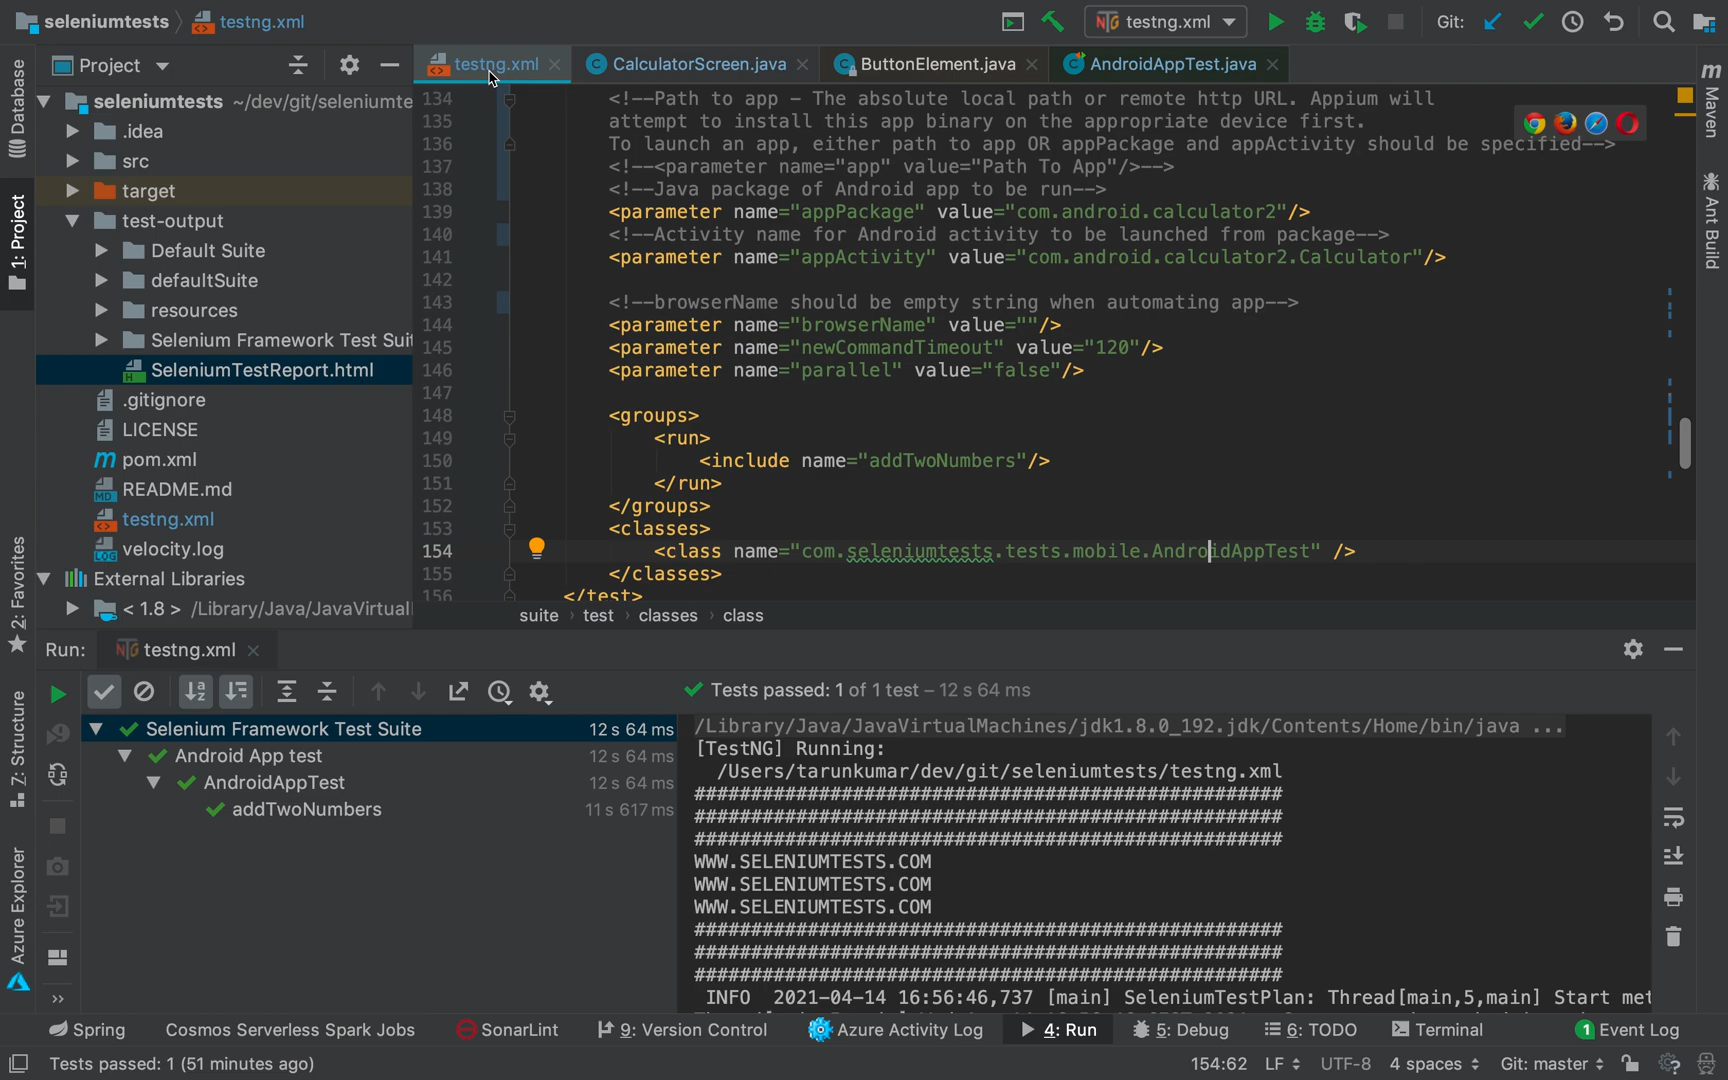 seleniumtests testng.xml testng.xml Git:
Project testng.xml CalculatorScreen.java ButtonElement.java AndroidAppTest.java
seleniumtests ~/dev/git/seleniumte
.idea
src
target
test-output
Default Suite
defaultSuite
resources
Selenium Framework Test Suit
SeleniumTestReport.html
.gitignore
LICENSE
pom.xml
README.md
testng.xml
velocity.log
External Libraries
< 1.8 > /Library/Java/JavaVirtual
Database
1: Project
2: Favorites
Z: Structure
Azure Explorer
134 <!--Path to app – The absolute local path or remote http URL. Appium will
135 attempt to install this app binary on the appropriate device first.
136 To launch an app, either path to app OR appPackage and appActivity should be specified-->
137 <!--<parameter name="app" value="Path To App"/>-->
138 <!--Java package of Android app to be run-->
139 <parameter name="appPackage" value="com.android.calculator2"/>
140 <!--Activity name for Android activity to be launched from package-->
141 <parameter name="appActivity" value="com.android.calculator2.Calculator"/>
142
143 <!--browserName should be empty string when automating app-->
144 <parameter name="browserName" value=""/>
145 <parameter name="newCommandTimeout" value="120"/>
146 <parameter name="parallel" value="false"/>
147
148 <groups>
149 <run>
150 <include name="addTwoNumbers"/>
151 </run>
152 </groups>
153 <classes>
154 <class name="com.seleniumtests.tests.mobile.AndroidAppTest" />
155 </classes>
156 </test>
suite test classes class
Maven
Ant Build
Run: testng.xml
Tests passed: 1 of 1 test – 12 s 64 ms
Selenium Framework Test Suite 12 s 64 ms
Android App test 12 s 64 ms
AndroidAppTest 12 s 64 ms
addTwoNumbers 11 s 617 ms
/Library/Java/JavaVirtualMachines/jdk1.8.0_192.jdk/Contents/Home/bin/java ...
[TestNG] Running:
/Users/tarunkumar/dev/git/seleniumtests/testng.xml
####################################################
####################################################
####################################################
WWW.SELENIUMTESTS.COM
WWW.SELENIUMTESTS.COM
WWW.SELENIUMTESTS.COM
####################################################
####################################################
####################################################
INFO 2021-04-14 16:56:46,737 [main] SeleniumTestPlan: Thread[main,5,main] Start met
Spring Cosmos Serverless Spark Jobs SonarLint 9: Version Control Azure Activity Log 4: Run 5: Debug 6: TODO Terminal 1 Event Log
Tests passed: 1 (51 minutes ago) 154:62 LF UTF-8 4 spaces Git: master